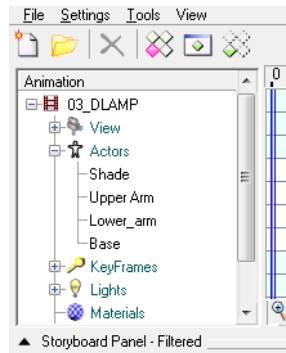 File Settings Tools View
Animation
0
03_DLAMP
View
Actors
Shade
Upper Arm
Lower_arm
Base
KeyFrames
Lights
Materials
Storyboard Panel - Filtered